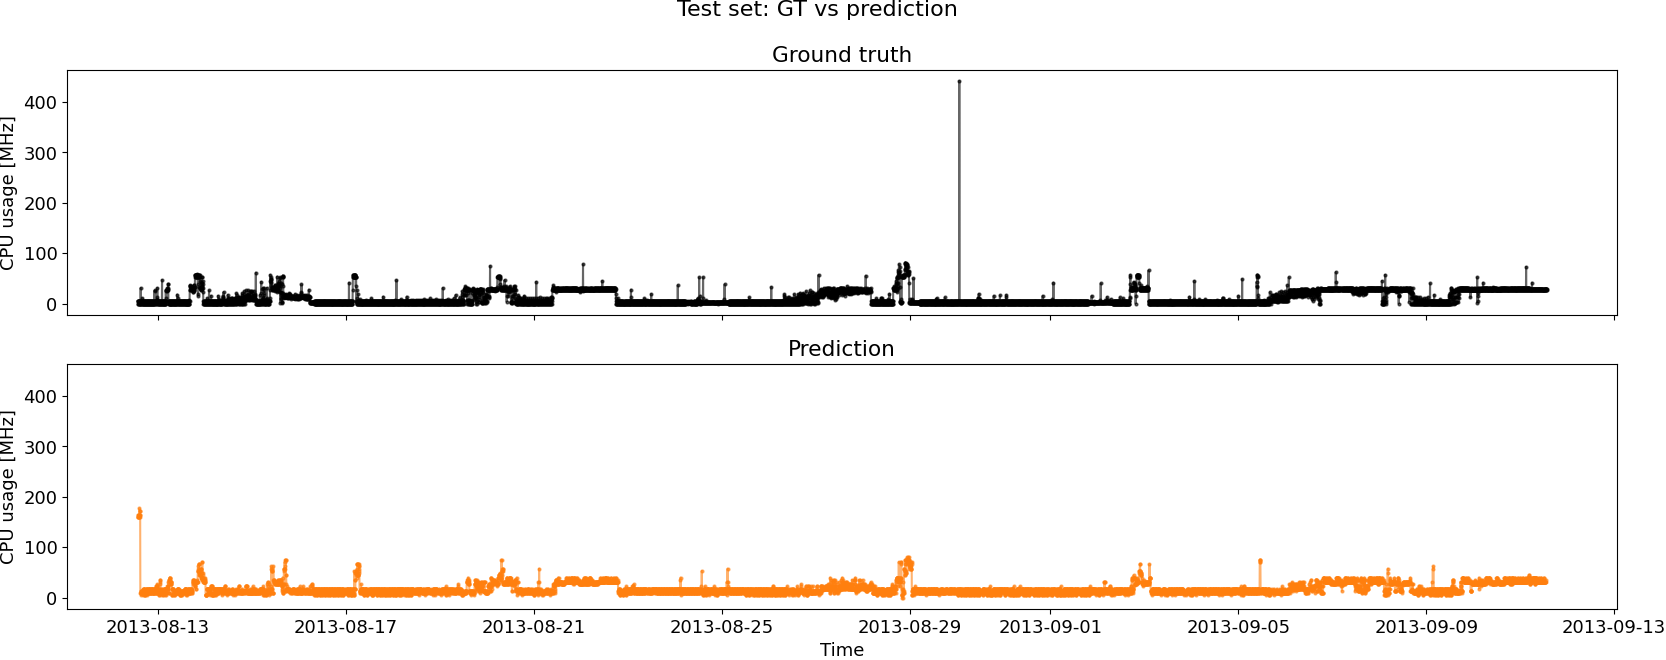 Test set: GT vs prediction
Ground truth
CPU usage [MHz]
400
300
200
100
0
Prediction
CPU usage [MHz]
400
300
200
100
0
2013-08-13 2013-08-17 2013-08-21 2013-08-25 2013-08-29 2013-09-01 2013-09-05 2013-09-09 2013-09-13
Time